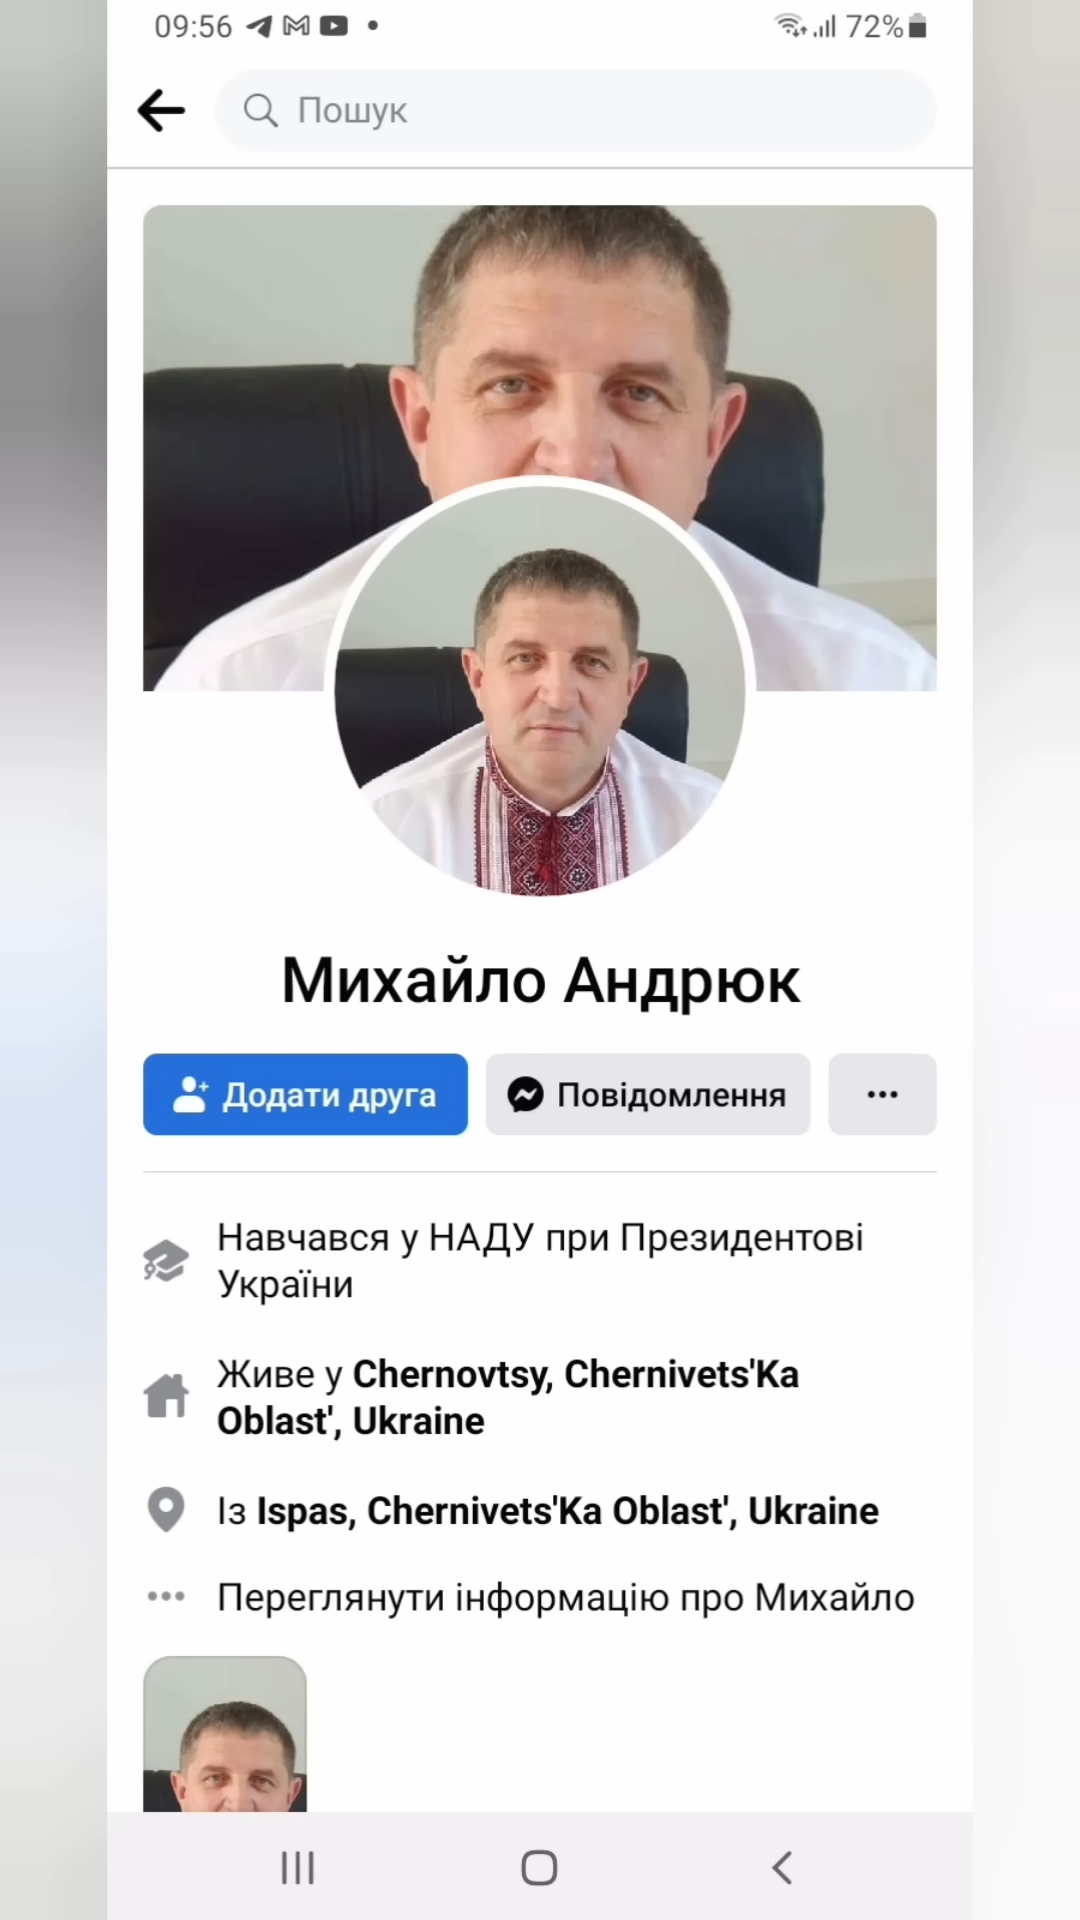 09:56
72%
Пошук
Михайло Андрюк
Додати друга
Повідомлення
Навчався у НАДУ при Президентові
України
Живе у Chernovtsy, Chernivets'Ka
Oblast', Ukraine
Із Ispas, Chernivets'Ka Oblast', Ukraine
Переглянути інформацію про Михайло